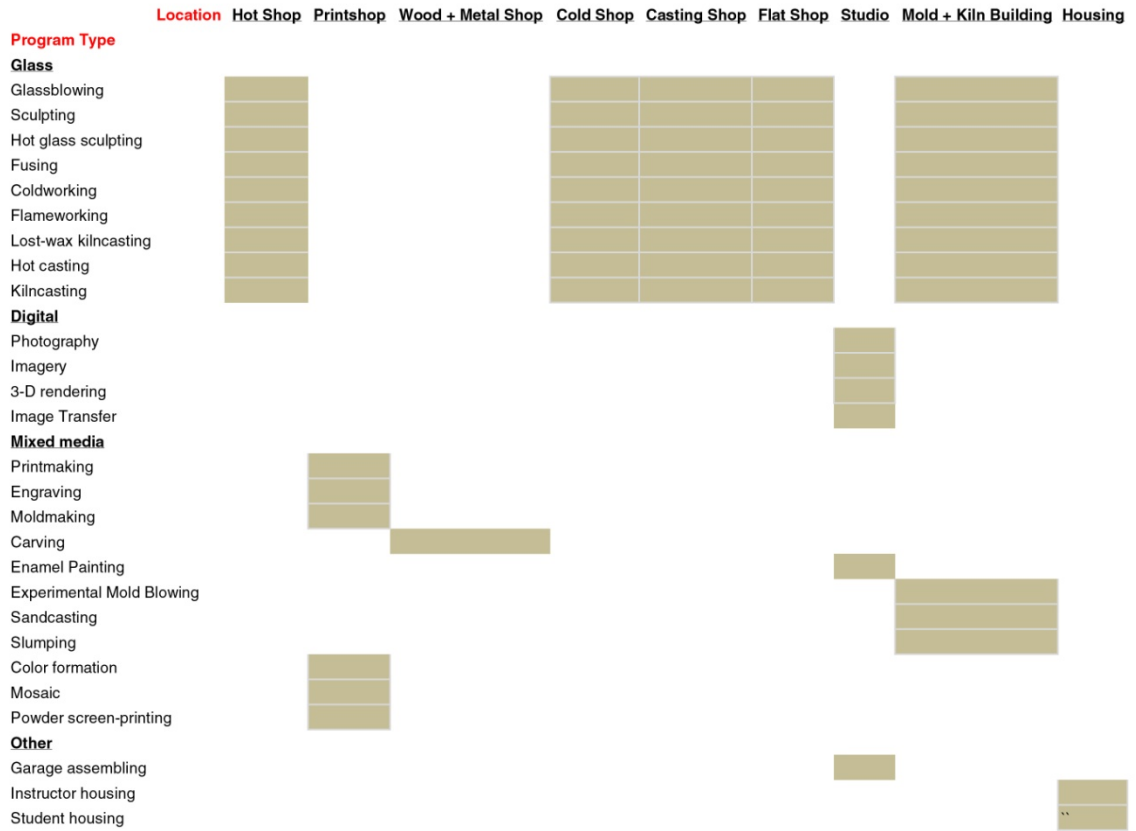 Location Hot Shop Printshop Wood + Metal Shop Cold Shop Casting Shop Flat Shop Studio Mold + Kiln Building Housing
Program Type
Glass
Glassblowing
Sculpting
Hot glass sculpting
Fusing
Coldworking
Flameworking
Lost-wax kilncasting
Hot casting
Kilncasting
Digital
Photography
Imagery
3-D rendering
Image Transfer
Mixed media
Printmaking
Engraving
Moldmaking
Carving
Enamel Painting
Experimental Mold Blowing
Sandcasting
Slumping
Color formation
Mosaic
Powder screen-printing
Other
Garage assembling
Instructor housing
Student housing ``